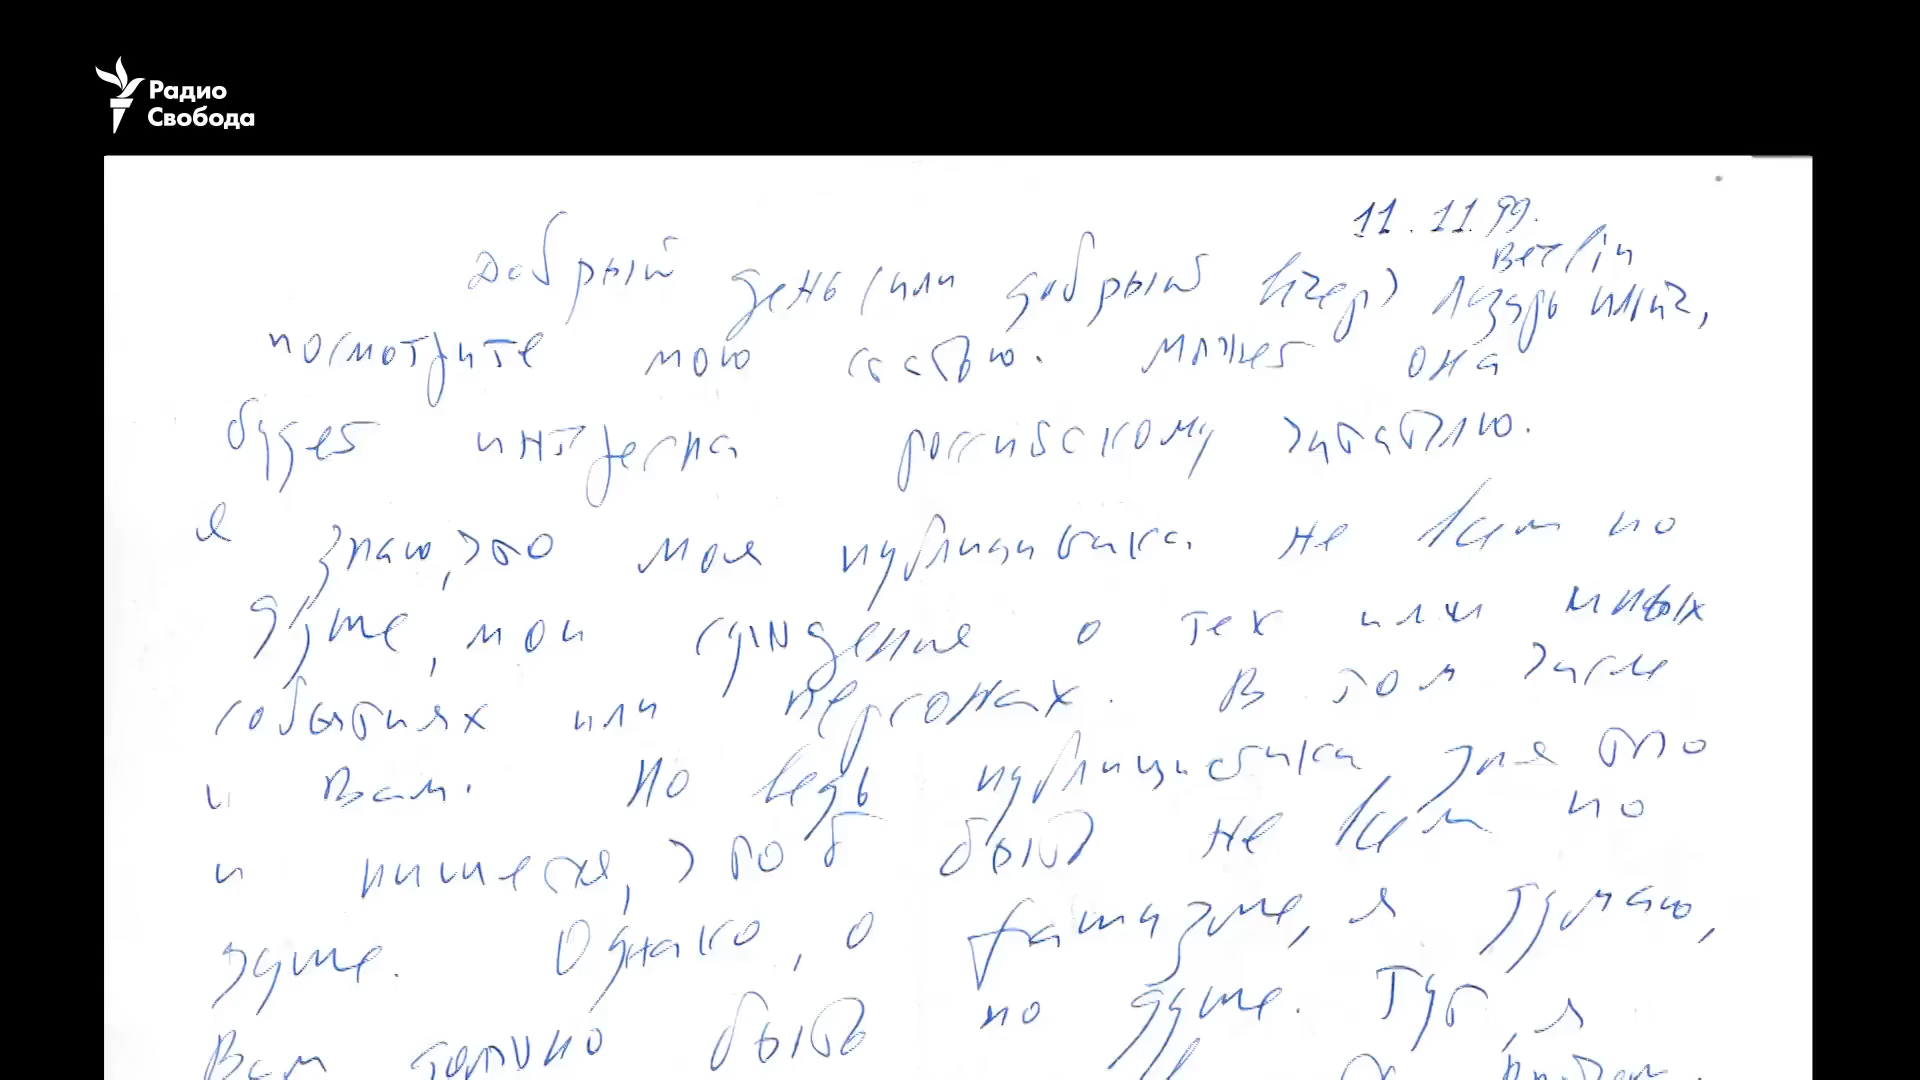 Радио
Свобода
11.11.99.
Berlin
Добрый день (или добрый вечер) Лазарь Ильич,
посмотрите мою статью. Может она
будет интересна российскому читателю.
Я знаю, что моя публицистика не всем по
душе, мои суждения о тех или иных
событиях или персонах. В том числе
и Вам. Но ведь публицистика для того
и пишется, чтоб быть не всем по
душе. Однако, о фашизме, я думаю,
Вам должно быть по душе. Тут, я